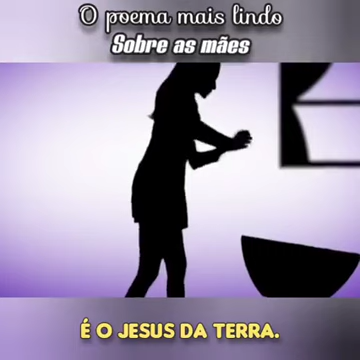 O poema mais lindo
Sobre as mães
É O JESUS DA TERRA.